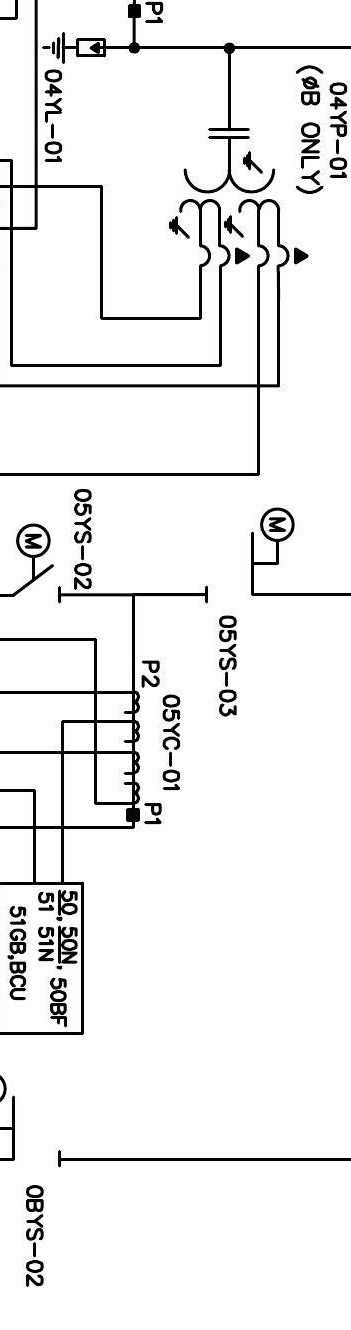 P1
04YL-01
04YP-01
(øB ONLY)
M
05YS-02
M
05YS-03
P2
05YC-01
P1
50, 50N, 50BF
51 51N
51GB,BCU
0BYS-02